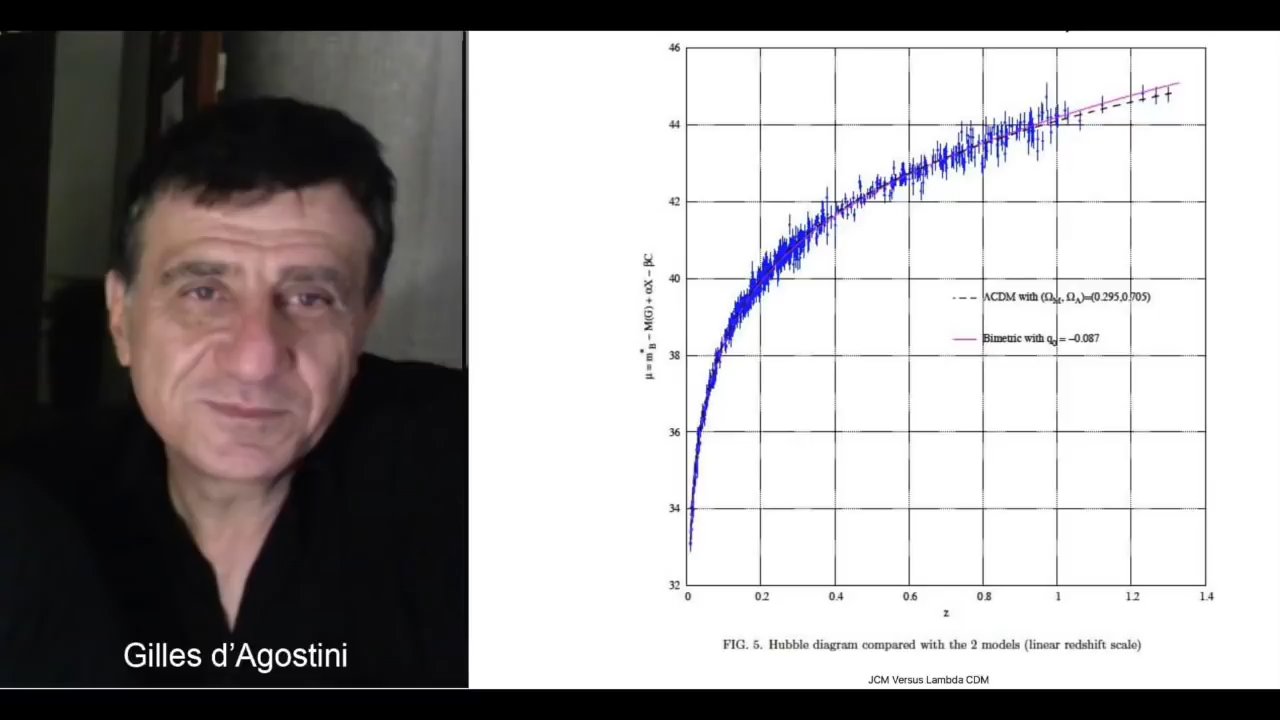 Gilles d’Agostini
46
44
42
40
38
36
34
32
μ = m*B – M(G) + αX – βC
ΛCDM with (ΩM, ΩΛ)=(0.295,0.705)
Bimetric with q0 = –0.087
0 0.2 0.4 0.6 0.8 1 1.2 1.4
z
FIG. 5. Hubble diagram compared with the 2 models (linear redshift scale)
JCM Versus Lambda CDM